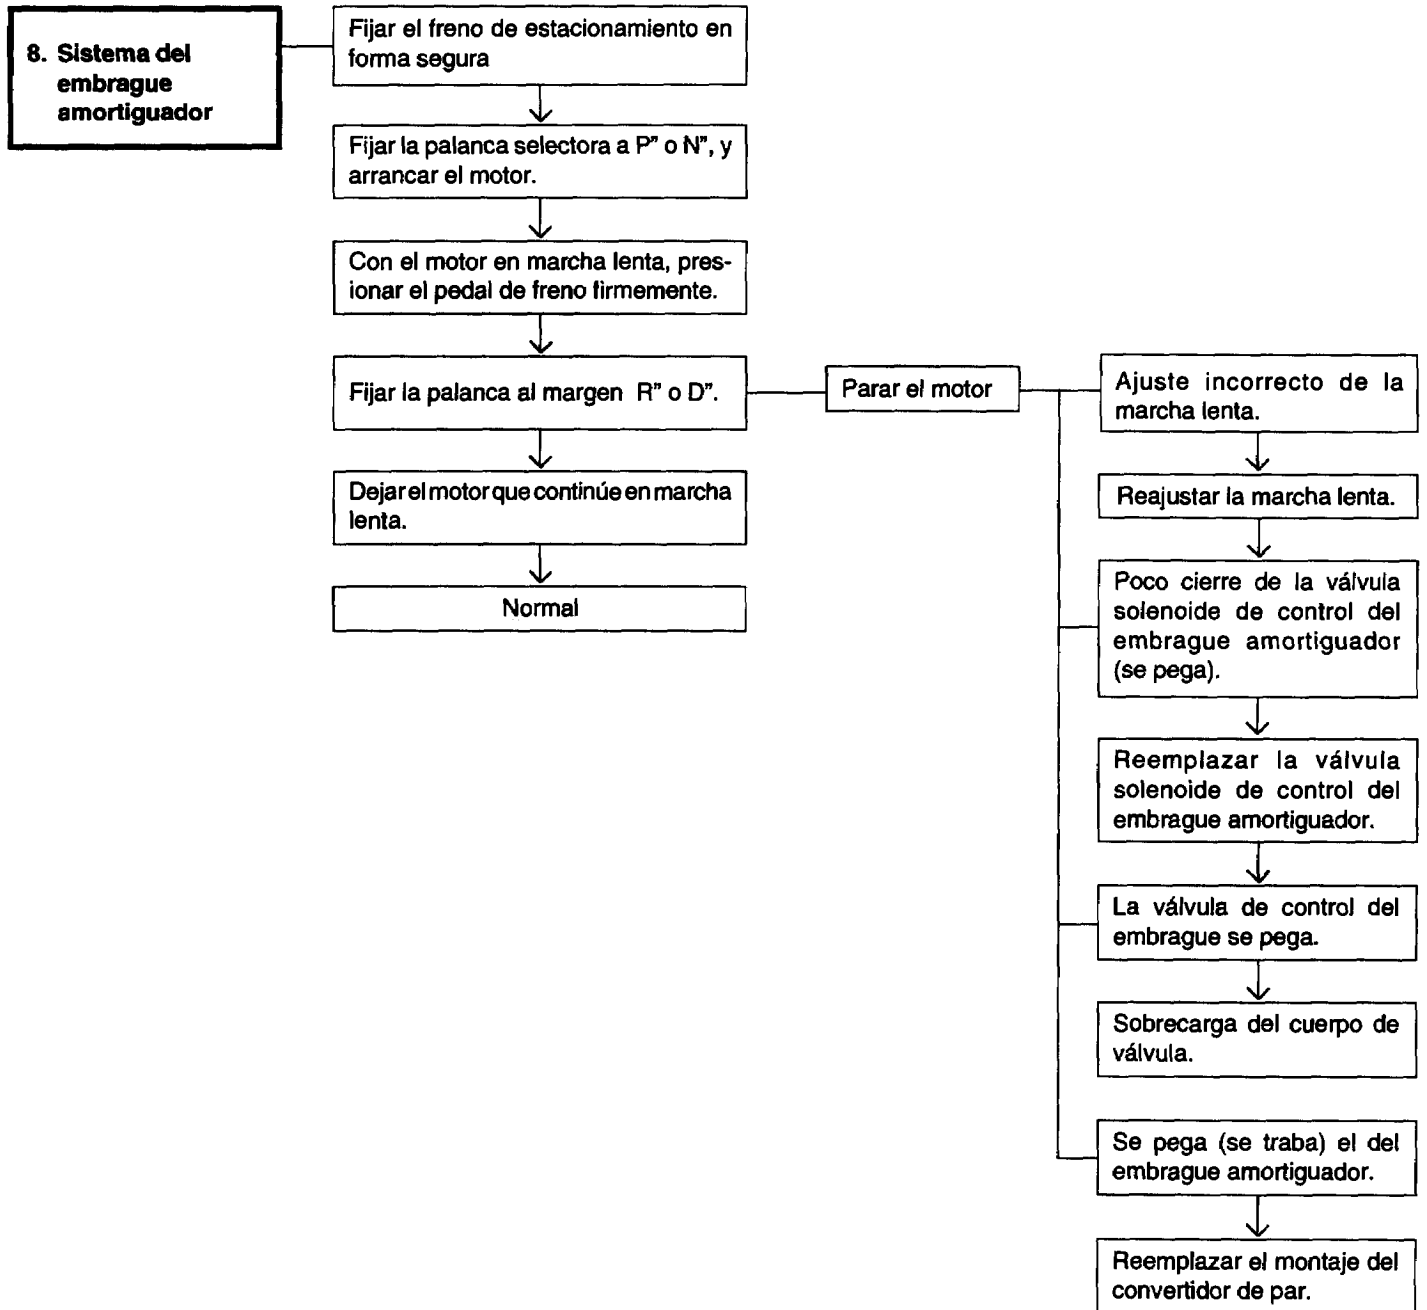 8. Sistema del
embrague
amortiguador
Fijar el freno de estacionamiento en
forma segura
Fijar la palanca selectora a P” o N”, y
arrancar el motor.
Con el motor en marcha lenta, pres-
ionar el pedal de freno firmemente.
Fijar la palanca al margen R” o D”.
Dejar el motor que continúe en marcha
lenta.
Normal
Parar el motor
Ajuste incorrecto de la
marcha lenta.
Reajustar la marcha lenta.
Poco cierre de la válvula
solenoide de control del
embrague amortiguador
(se pega).
Reemplazar la válvula
solenoide de control del
embrague amortiguador.
La válvula de control del
embrague se pega.
Sobrecarga del cuerpo de
válvula.
Se pega (se traba) el del
embrague amortiguador.
Reemplazar el montaje del
convertidor de par.